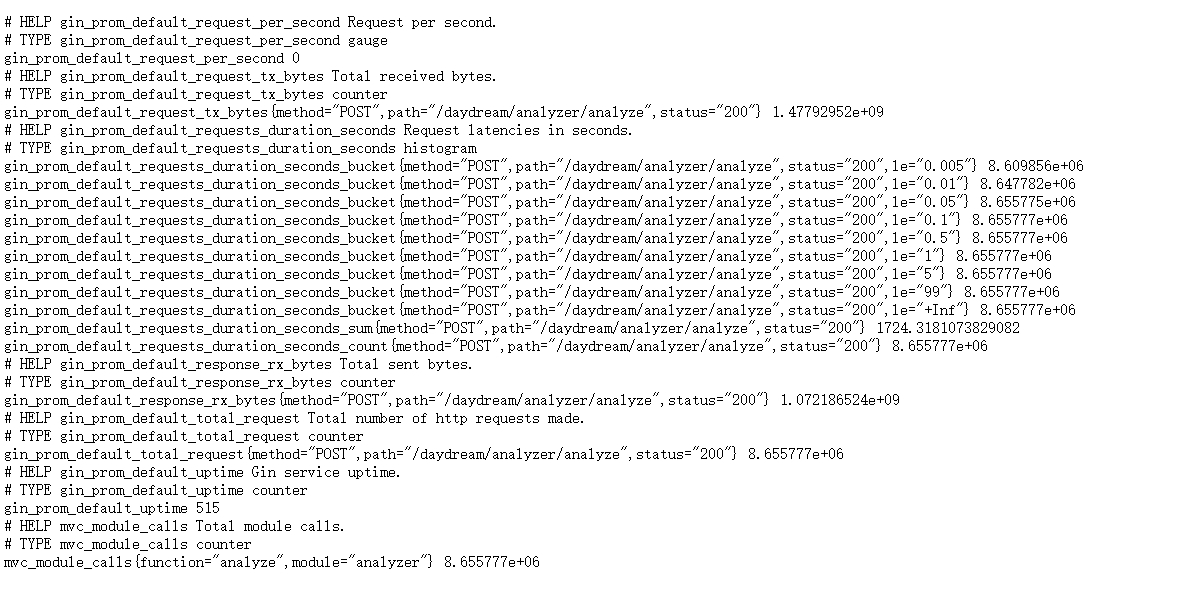 # HELP gin_prom_default_request_per_second Request per second.
# TYPE gin_prom_default_request_per_second gauge
gin_prom_default_request_per_second 0
# HELP gin_prom_default_request_tx_bytes Total received bytes.
# TYPE gin_prom_default_request_tx_bytes counter
gin_prom_default_request_tx_bytes{method="POST",path="/daydream/analyzer/analyze",status="200"} 1.47792952e+09
# HELP gin_prom_default_requests_duration_seconds Request latencies in seconds.
# TYPE gin_prom_default_requests_duration_seconds histogram
gin_prom_default_requests_duration_seconds_bucket{method="POST",path="/daydream/analyzer/analyze",status="200",le="0.005"} 8.609856e+06
gin_prom_default_requests_duration_seconds_bucket{method="POST",path="/daydream/analyzer/analyze",status="200",le="0.01"} 8.647782e+06
gin_prom_default_requests_duration_seconds_bucket{method="POST",path="/daydream/analyzer/analyze",status="200",le="0.05"} 8.655775e+06
gin_prom_default_requests_duration_seconds_bucket{method="POST",path="/daydream/analyzer/analyze",status="200",le="0.1"} 8.655777e+06
gin_prom_default_requests_duration_seconds_bucket{method="POST",path="/daydream/analyzer/analyze",status="200",le="0.5"} 8.655777e+06
gin_prom_default_requests_duration_seconds_bucket{method="POST",path="/daydream/analyzer/analyze",status="200",le="1"} 8.655777e+06
gin_prom_default_requests_duration_seconds_bucket{method="POST",path="/daydream/analyzer/analyze",status="200",le="5"} 8.655777e+06
gin_prom_default_requests_duration_seconds_bucket{method="POST",path="/daydream/analyzer/analyze",status="200",le="99"} 8.655777e+06
gin_prom_default_requests_duration_seconds_bucket{method="POST",path="/daydream/analyzer/analyze",status="200",le="+Inf"} 8.655777e+06
gin_prom_default_requests_duration_seconds_sum{method="POST",path="/daydream/analyzer/analyze",status="200"} 1724.3181073829082
gin_prom_default_requests_duration_seconds_count{method="POST",path="/daydream/analyzer/analyze",status="200"} 8.655777e+06
# HELP gin_prom_default_response_rx_bytes Total sent bytes.
# TYPE gin_prom_default_response_rx_bytes counter
gin_prom_default_response_rx_bytes{method="POST",path="/daydream/analyzer/analyze",status="200"} 1.072186524e+09
# HELP gin_prom_default_total_request Total number of http requests made.
# TYPE gin_prom_default_total_request counter
gin_prom_default_total_request{method="POST",path="/daydream/analyzer/analyze",status="200"} 8.655777e+06
# HELP gin_prom_default_uptime Gin service uptime.
# TYPE gin_prom_default_uptime counter
gin_prom_default_uptime 515
# HELP mvc_module_calls Total module calls.
# TYPE mvc_module_calls counter
mvc_module_calls{function="analyze",module="analyzer"} 8.655777e+06